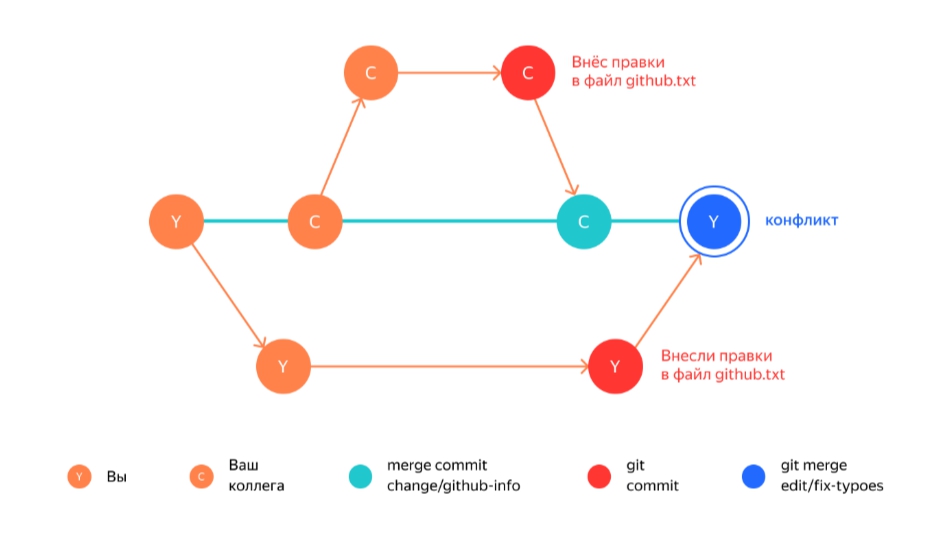 C
C
Внёс правки
в файл github.txt
Y
C
C
Y
конфликт
Y
Y
Внесли правки
в файл github.txt
Y
Вы
C
Ваш
коллега
merge commit
change/github-info
git
commit
git merge
edit/fix-typoes